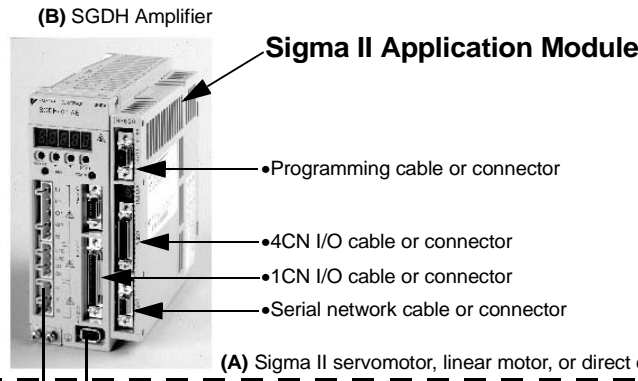 (B) SGDH Amplifier
Sigma II Application Module
•Programming cable or connector
•4CN I/O cable or connector
•1CN I/O cable or connector
•Serial network cable or connector
(A) Sigma II servomotor, linear motor, or direct